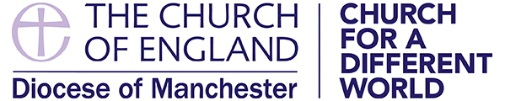 THE CHURCH
OF ENGLAND
Diocese of Manchester
CHURCH
FOR A
DIFFERENT
WORLD